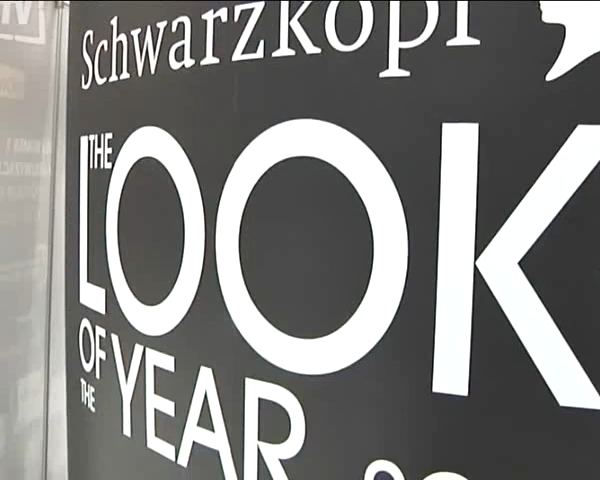 Schwarzkopf
THE
LOOK
OF
THE
YEAR